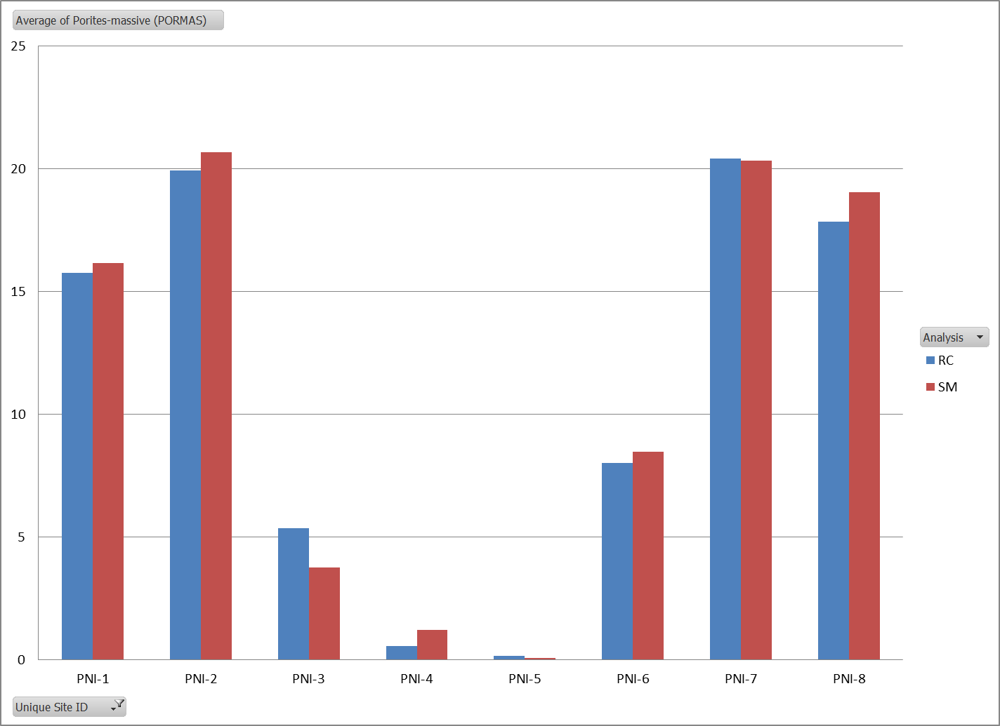 Average of Porites-massive (PORMAS)
25
20
15
10
5
0
PNI-1 PNI-2 PNI-3 PNI-4 PNI-5 PNI-6 PNI-7 PNI-8
Analysis
RC
SM
Unique Site ID